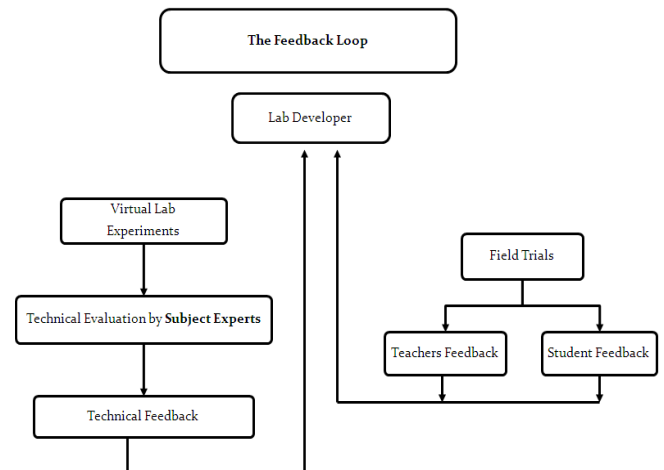 The Feedback Loop
Lab Developer
Virtual Lab
Experiments
Technical Evaluation by Subject Experts
Technical Feedback
Field Trials
Teachers Feedback
Student Feedback